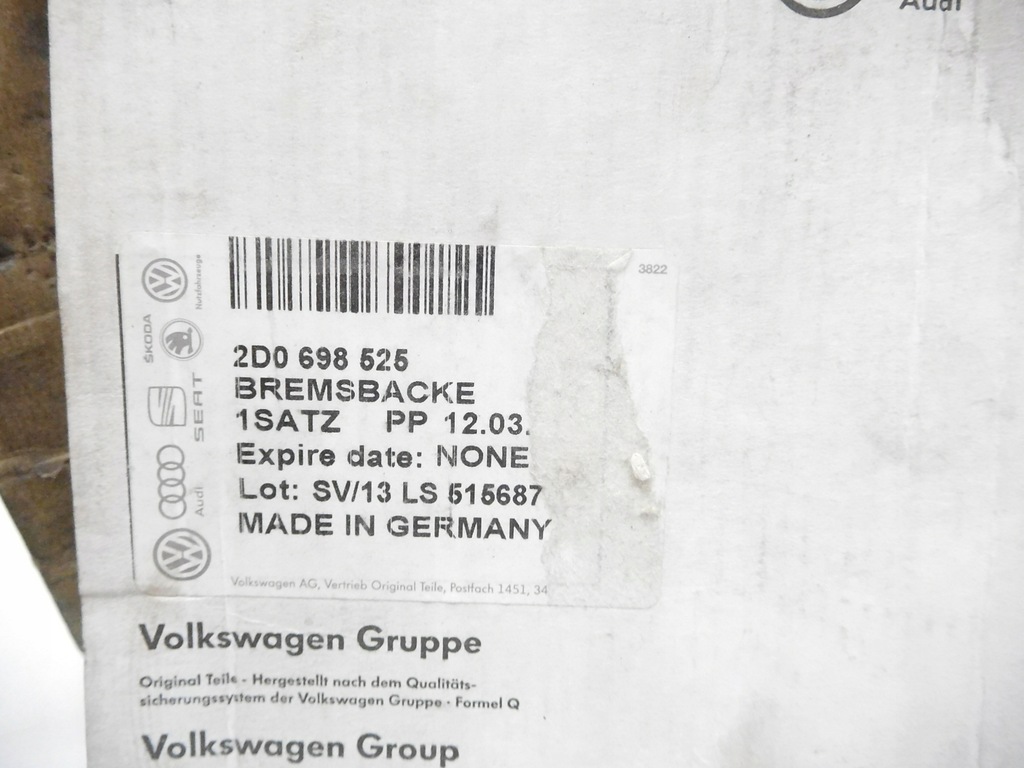 Audi
3822
Nutzfahrzeuge
ŠKODA
SEAT
Audi
2D0 698 525
BREMSBACKE
1SATZ PP 12.03.
Expire date: NONE
Lot: SV/13 LS 515687
MADE IN GERMANY
Volkswagen AG, Vertrieb Original Teile, Postfach 1451, 34
Volkswagen Gruppe
Original Teile - Hergestellt nach dem Qualitäts-
sicherungssystem der Volkswagen Gruppe · Formel Q
Volkswagen Group